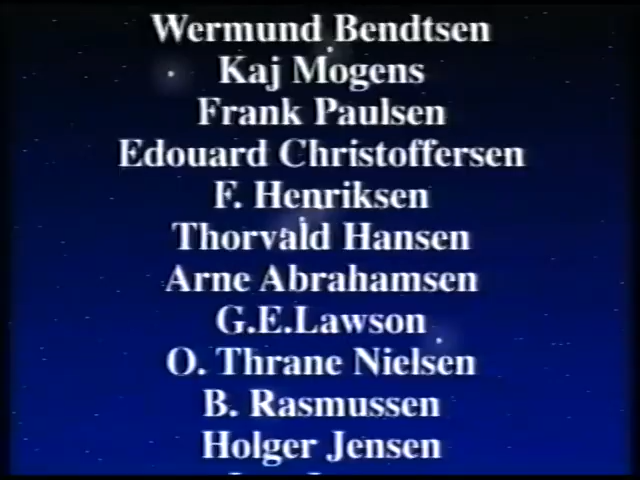 Wermund Bendtsen
Kaj Mogens
Frank Paulsen
Edouard Christoffersen
F. Henriksen
Thorvald Hansen
Arne Abrahamsen
G.E.Lawson
O. Thrane Nielsen
B. Rasmussen
Holger Jensen